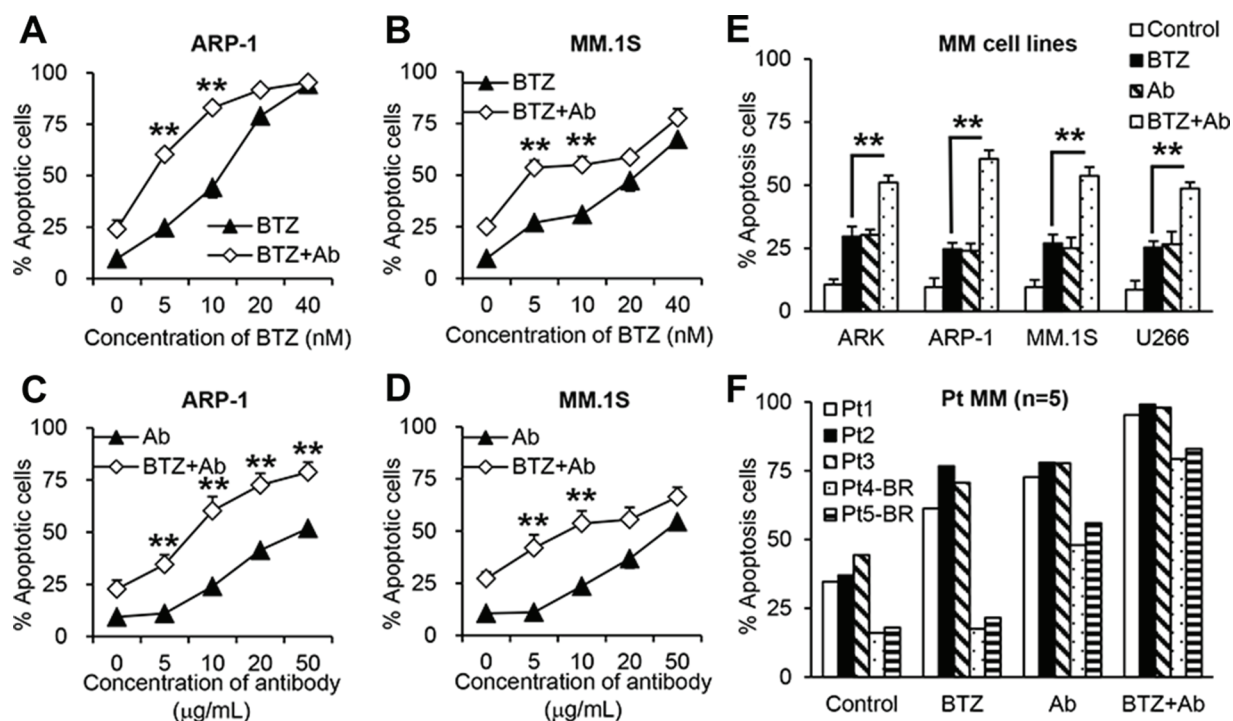 A
ARP-1
% Apoptotic cells
100
75
50
25
0
**
**
BTZ
BTZ+Ab
0 5 10 20 40
Concentration of BTZ (nM)
B
MM.1S
% Apoptotic cells
100
75
50
25
0
BTZ
BTZ+Ab
**
**
0 5 10 20 40
Concentration of BTZ (nM)
C
ARP-1
% Apoptotic cells
100
75
50
25
0
Ab
BTZ+Ab
**
**
**
**
0 5 10 20 50
Concentration of antibody
(μg/mL)
D
MM.1S
% Apoptotic cells
100
75
50
25
0
Ab
BTZ+Ab
**
**
0 5 10 20 50
Concentration of antibody
(μg/mL)
E
MM cell lines
% Apoptosis cells
100
75
50
25
0
Control
BTZ
Ab
BTZ+Ab
**
**
**
**
ARK ARP-1 MM.1S U266
F
Pt MM (n=5)
% Apoptosis cells
100
75
50
25
0
Pt1
Pt2
Pt3
Pt4-BR
Pt5-BR
Control BTZ Ab BTZ+Ab